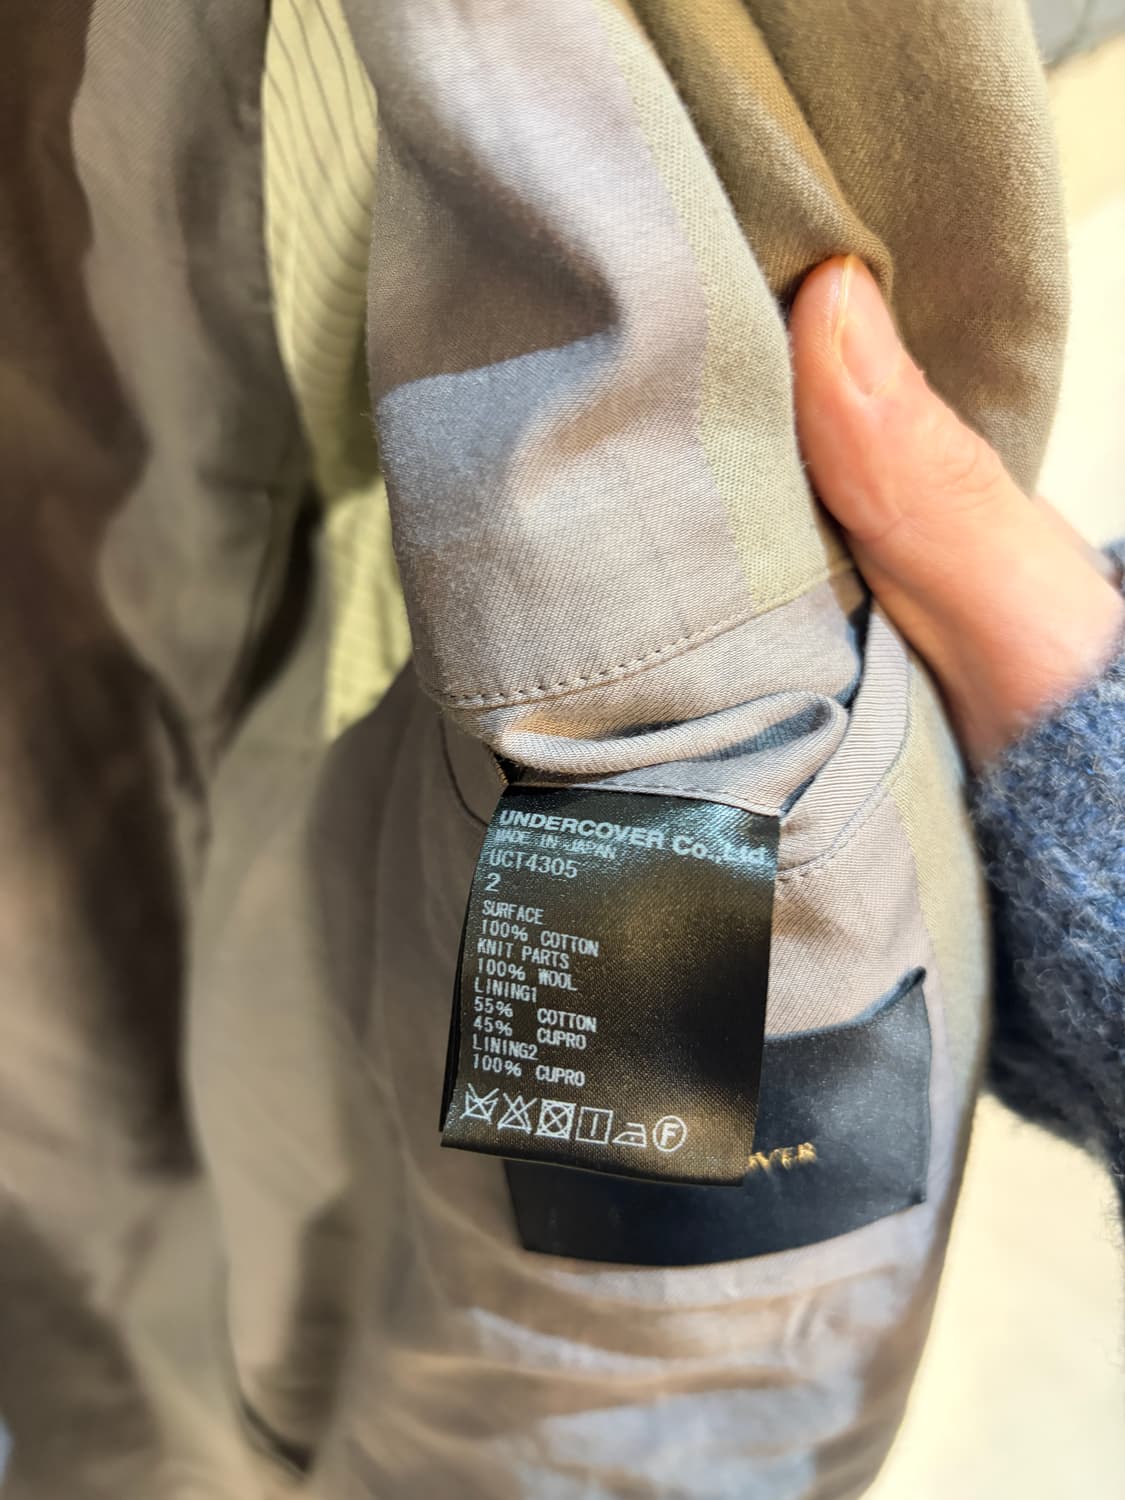 UNDERCOVER Co.,Ltd.
MADE IN JAPAN
UCT4305
2
SURFACE
100% COTTON
KNIT PARTS
100% WOOL
LINING1
55% COTTON
45% CUPRO
LINING2
100% CUPRO
F
OVER